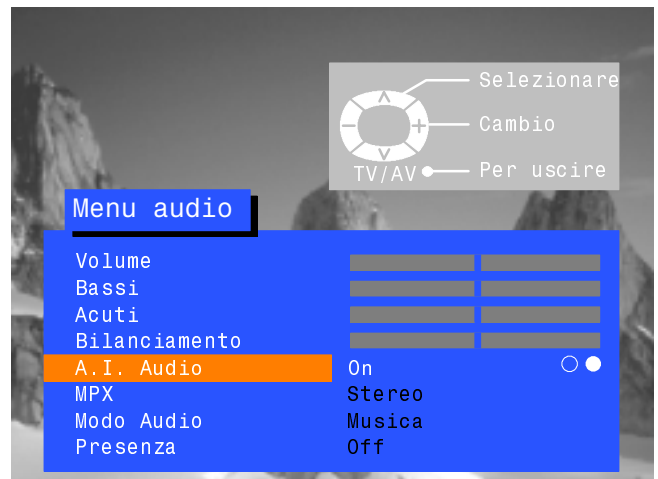 Selezionare
Cambio
TV/AV Per uscire
Menu audio
Volume
Bassi
Acuti
Bilanciamento
A.I. Audio On
MPX Stereo
Modo Audio Musica
Presenza Off